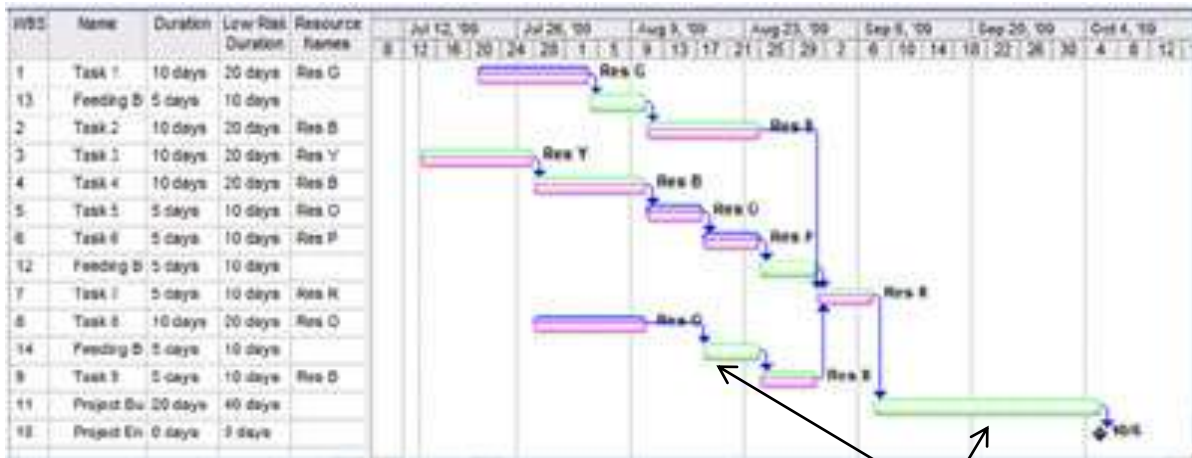 WBS Name Duration Low Risk Duration Resource Names
Jul 12, '09 Jul 26, '09 Aug 9, '09 Aug 23, '09 Sep 6, '09 Sep 20, '09 Oct 4, '09
8 12 16 20 24 28 1 5 9 13 17 21 25 29 2 6 10 14 18 22 26 30 4 8 12
1 Task 1 10 days 20 days Res G Res G
13 Feeding B 5 days 10 days
2 Task 2 10 days 20 days Res B
3 Task 3 10 days 20 days Res Y Res Y
4 Task 4 10 days 20 days Res B Res B
5 Task 5 5 days 10 days
6 Task 6 5 days 10 days Res P
12 Feeding B 5 days 10 days
7 Task 7 5 days 10 days Res R Res R
8 Task 8 10 days 20 days Res G
14 Feeding B 5 days 10 days
9 Task 9 5 days 10 days
11 Project Bu 20 days 40 days
10 Project En 0 days 0 days 10/5